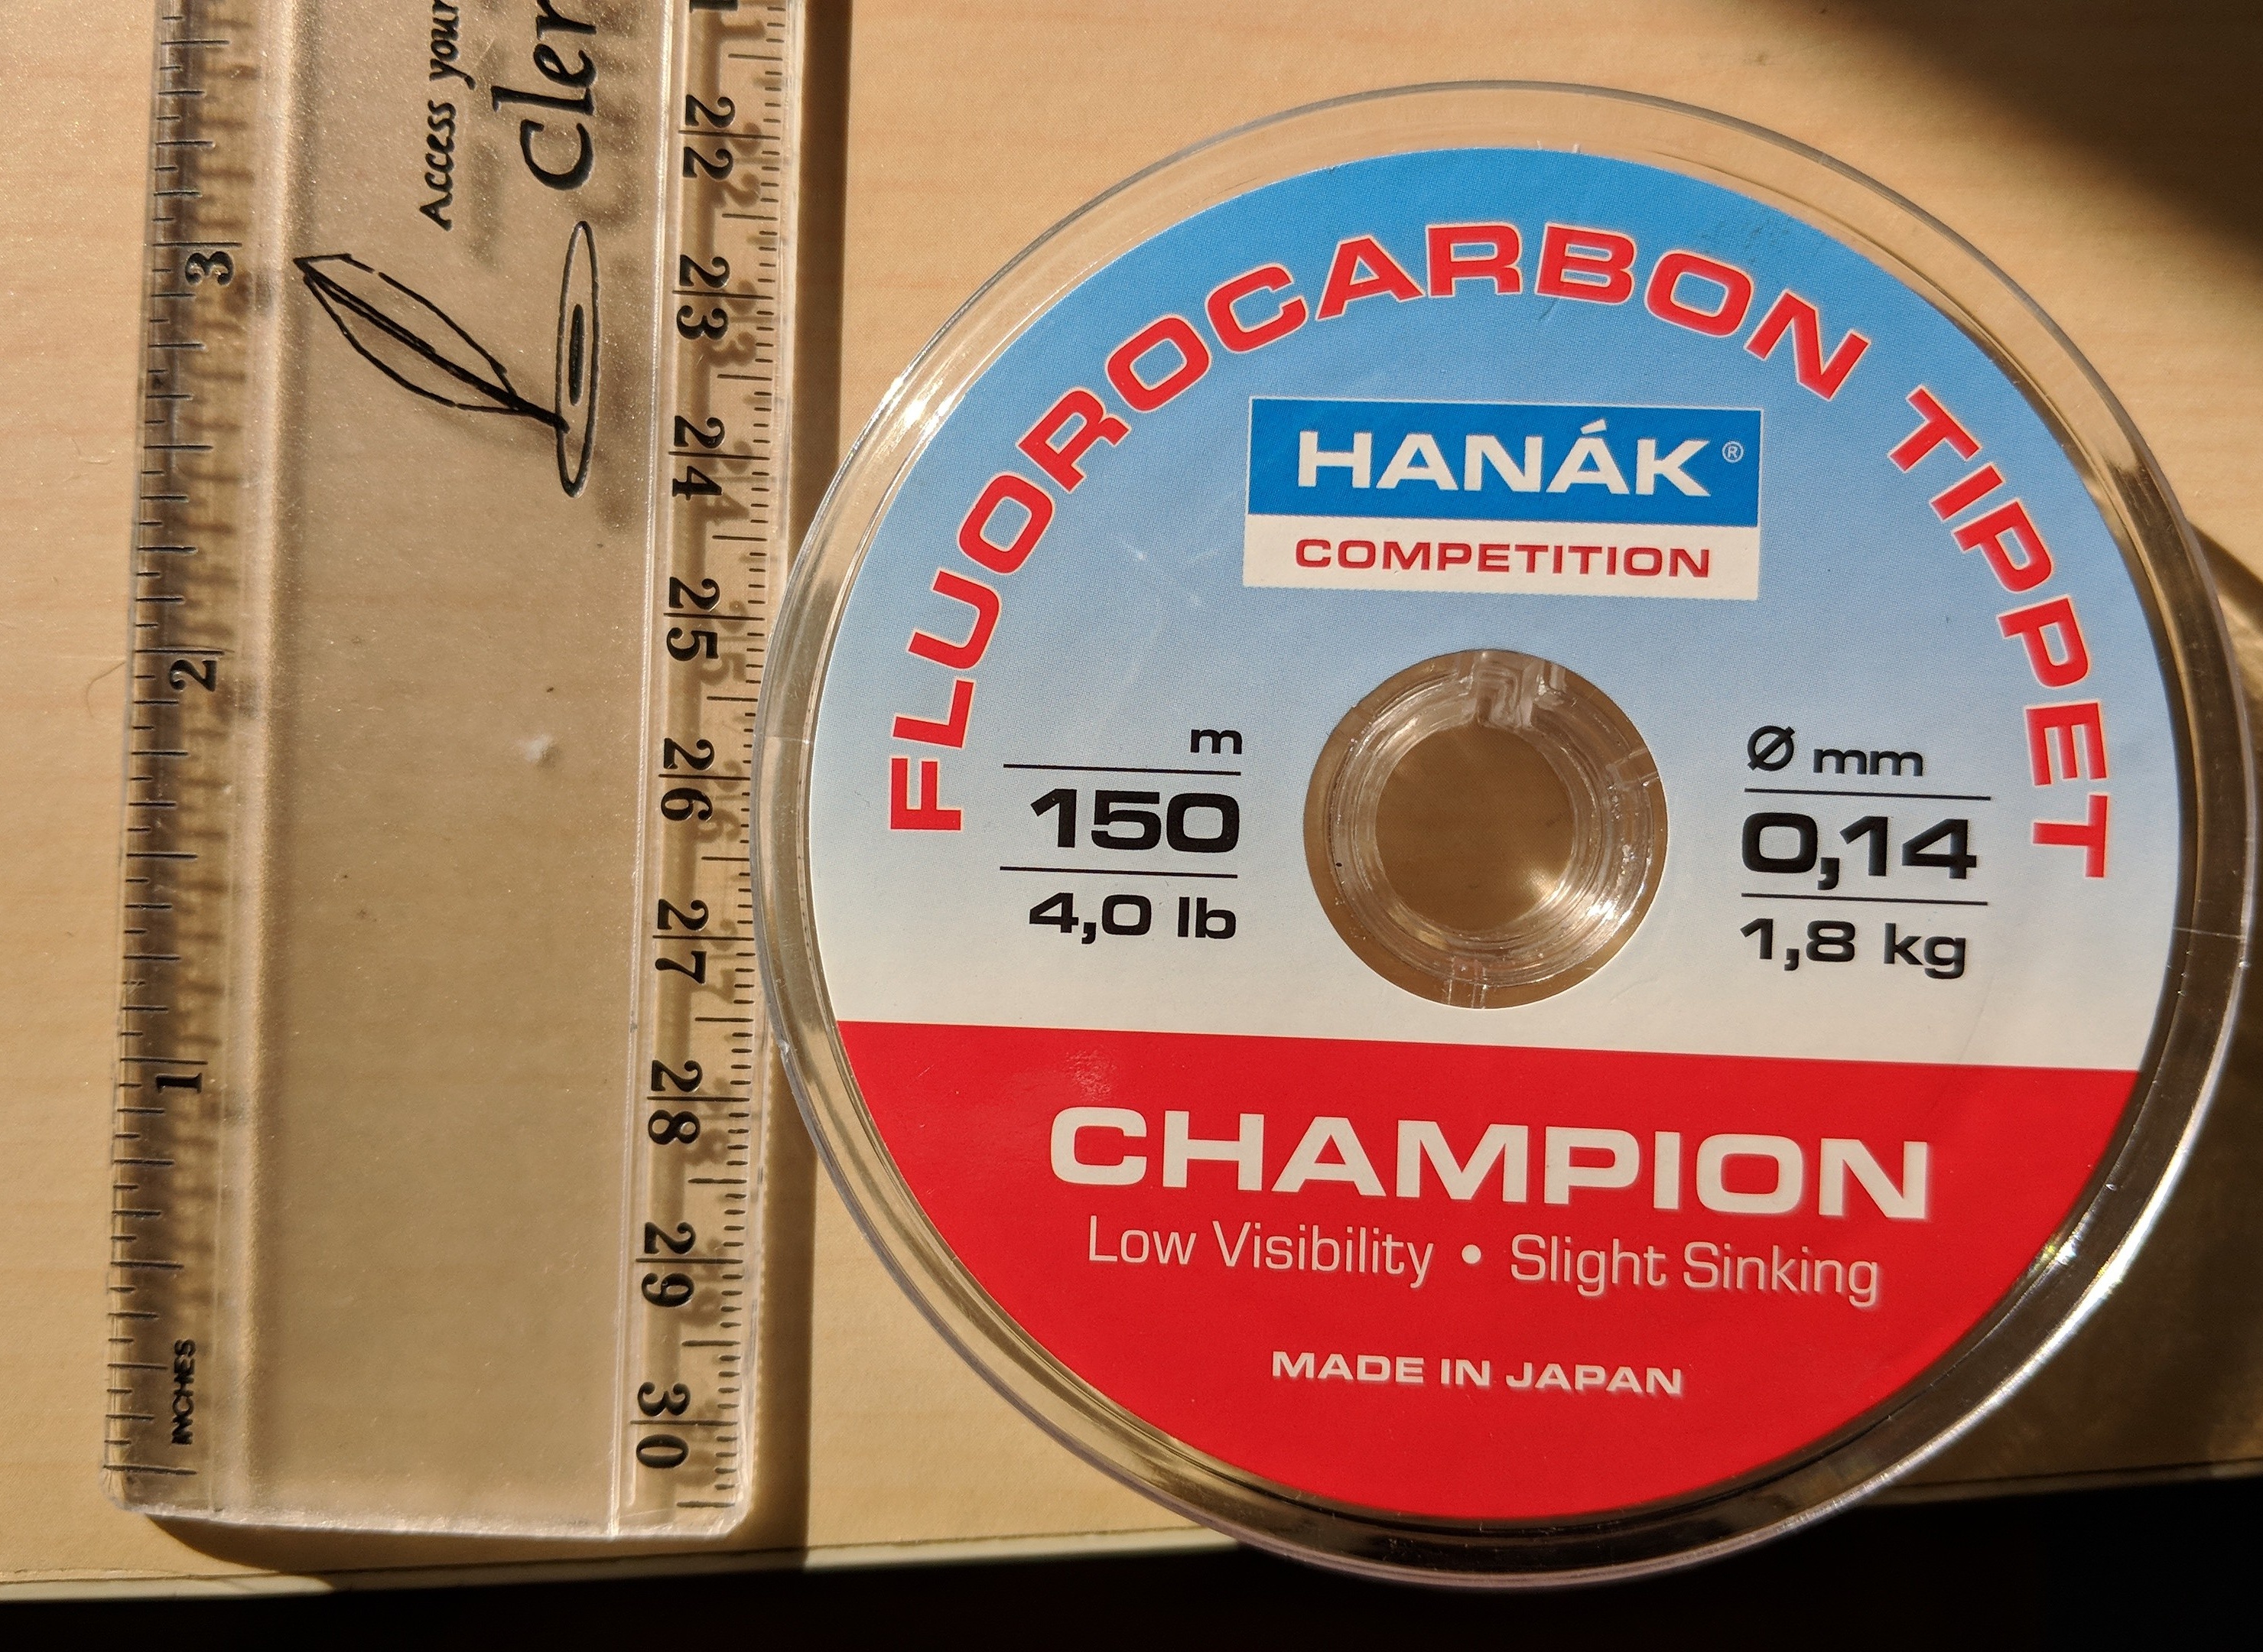 Access your
Cler
22
23
24
25
26
27
28
29
30
3
2
1
INCHES
FLUOROCARBON TIPPET
HANÁK®
COMPETITION
m
150
4,0 lb
Ø mm
0,14
1,8 kg
CHAMPION
Low Visibility • Slight Sinking
MADE IN JAPAN